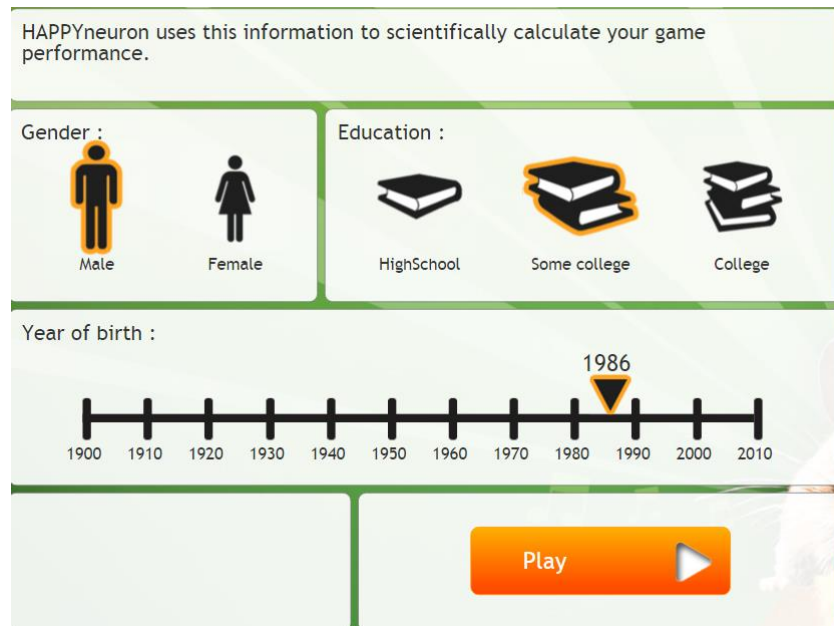 HAPPYneuron uses this information to scientifically calculate your game
performance.
Gender :
Male Female
Education :
HighSchool Some college College
Year of birth :
1986
1900 1910 1920 1930 1940 1950 1960 1970 1980 1990 2000 2010
Play